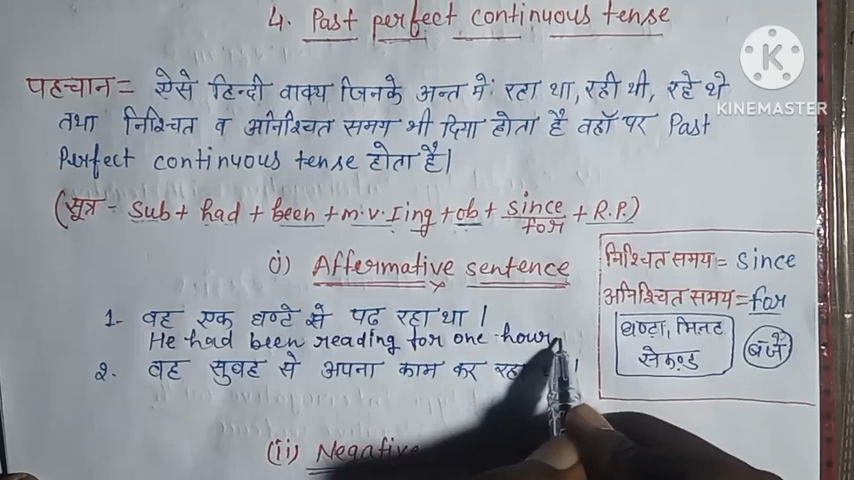 4. Past perfect continuous tense
पहचान = ऐसे हिन्दी वाक्य जिनके अन्त में रहा था, रही थी, रहे थे
तथा निश्चित व अनिश्चित समय भी दिया होता है वहाँ पर Past
Perfect continuous tense होता है।
(सूत्र - Sub + had + been + m.v.I ing + ob + since/for + R.P.)
(i) Affermative sentence
1- वह एक घण्टे से पढ रहा था।
He had been reading for one hour
2. वह सुबह से अपना काम कर रहा
(ii) Negative
निश्चित समय = since
अनिश्चित समय = for
घण्टा, मिनट
सेकण्ड
बजे
K
KINEMASTER